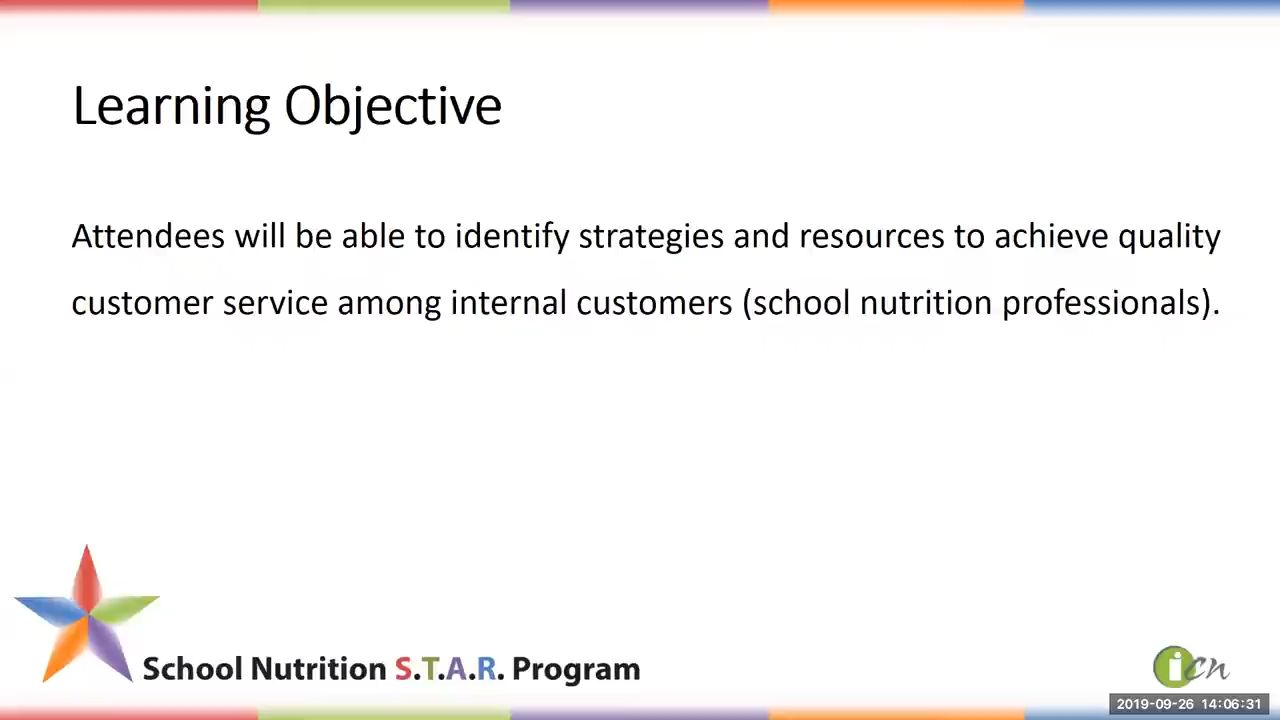 Learning Objective
Attendees will be able to identify strategies and resources to achieve quality
customer service among internal customers (school nutrition professionals).
School Nutrition S.T.A.R. Program
icn
2019-09-26 14:06:31